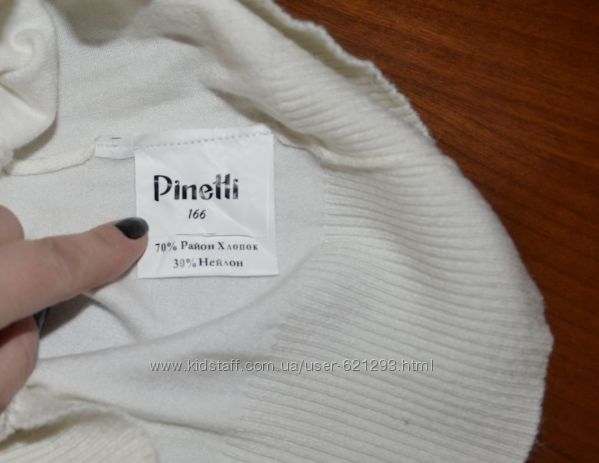 Pinetti
166
70% Район Хлопок
30% Нейлон
www.kidstaff.com.ua/user-621293.html